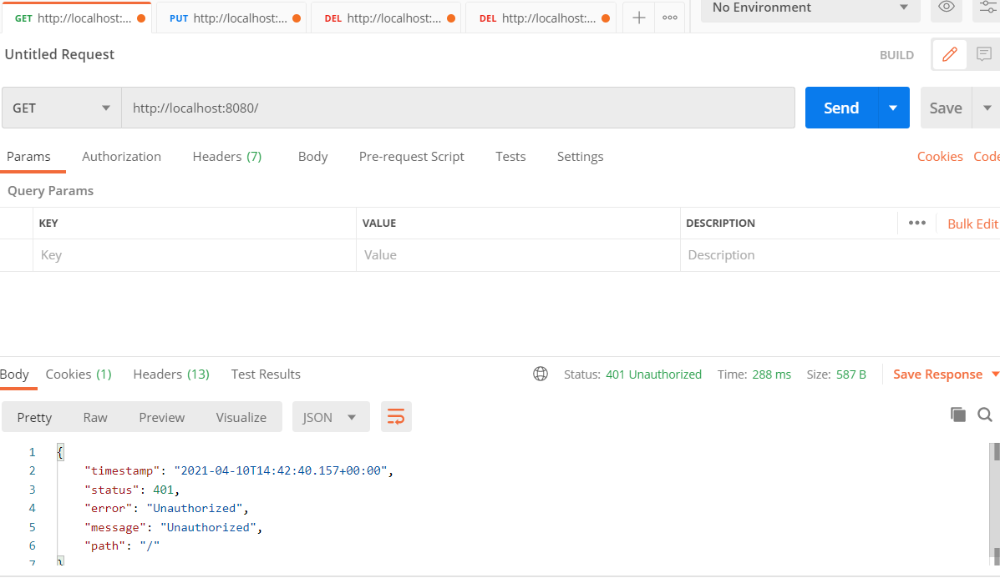 GET http://localhost:... PUT http://localhost:... DEL http://localhost:... DEL http://localhost:... No Environment
Untitled Request BUILD
GET http://localhost:8080/ Send Save
Params Authorization Headers (7) Body Pre-request Script Tests Settings Cookies Code
Query Params
KEY VALUE DESCRIPTION ••• Bulk Edit
Key Value Description
Body Cookies (1) Headers (13) Test Results Status: 401 Unauthorized Time: 288 ms Size: 587 B Save Response
Pretty Raw Preview Visualize JSON
1 {
2 "timestamp": "2021-04-10T14:42:40.157+00:00",
3 "status": 401,
4 "error": "Unauthorized",
5 "message": "Unauthorized",
6 "path": "/"
7 }